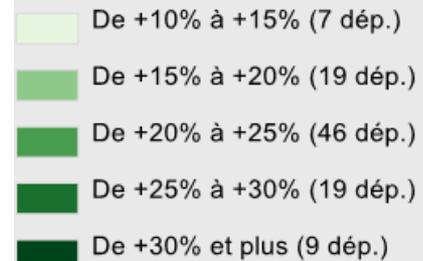 De +10% à +15% (7 dép.)
De +15% à +20% (19 dép.)
De +20% à +25% (46 dép.)
De +25% à +30% (19 dép.)
De +30% et plus (9 dép.)